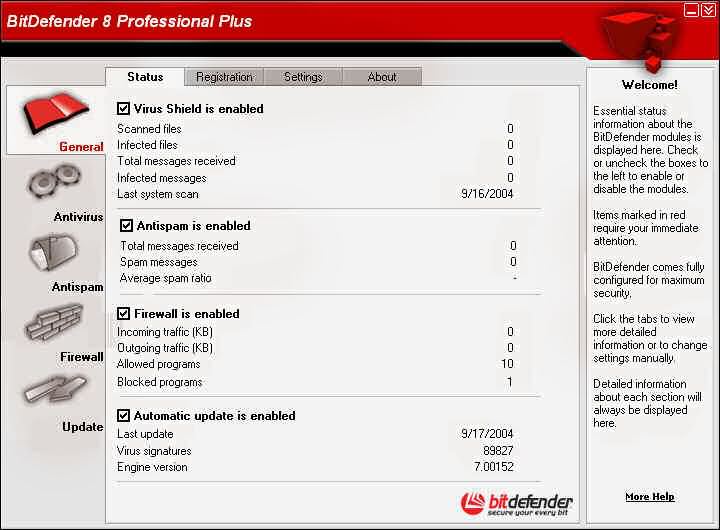 BitDefender 8 Professional Plus
Status Registration Settings About
General
Antivirus
Antispam
Firewall
Update
Virus Shield is enabled
Scanned files 0
Infected files 0
Total messages received 0
Infected messages 0
Last system scan 9/16/2004
Antispam is enabled
Total messages received 0
Spam messages 0
Average spam ratio -
Firewall is enabled
Incoming traffic (KB) 0
Outgoing traffic (KB) 0
Allowed programs 10
Blocked programs 1
Automatic update is enabled
Last update 9/17/2004
Virus signatures 89827
Engine version 7.00152
bitdefender
secure your every bit
Welcome!
Essential status
information about the
BitDefender modules is
displayed here. Check
or uncheck the boxes to
the left to enable or
disable the modules.
Items marked in red
require your immediate
attention.
BitDefender comes fully
configured for maximum
security.
Click the tabs to view
more detailed
information or to change
settings manually.
Detailed information
about each section will
always be displayed
here.
More Help